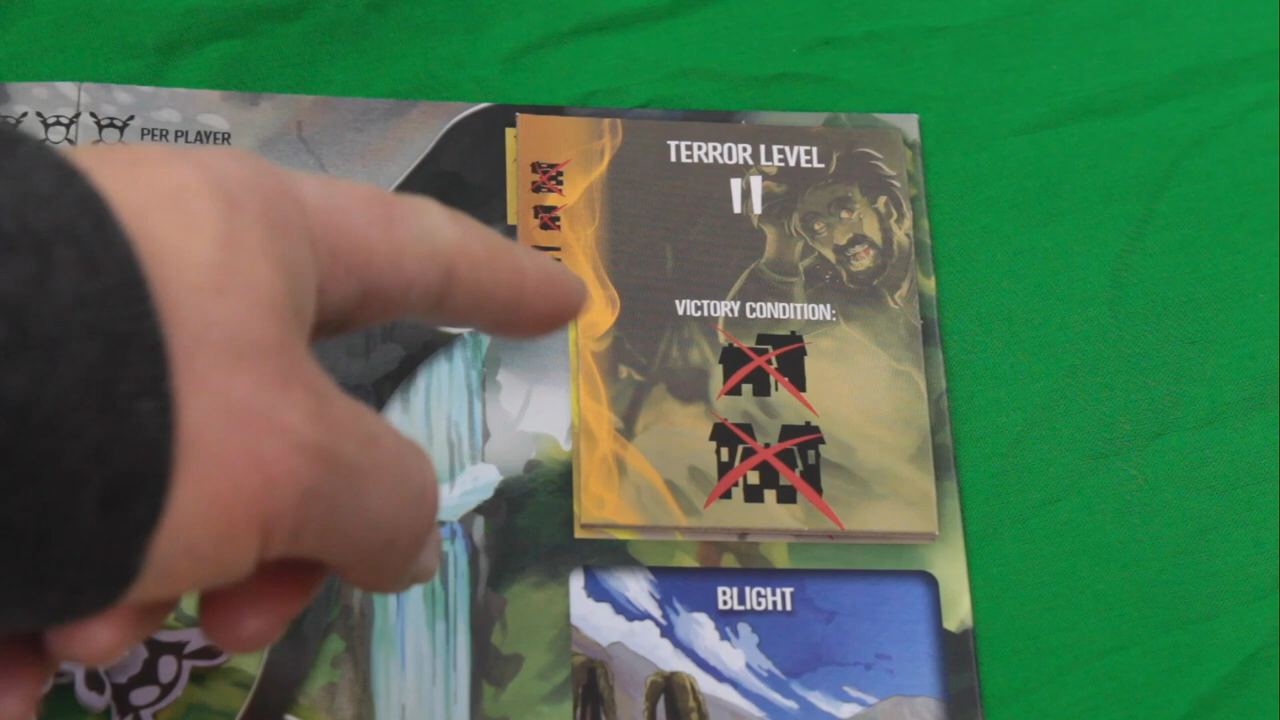 PER PLAYER
TERROR LEVEL
II
VICTORY CONDITION:
BLIGHT